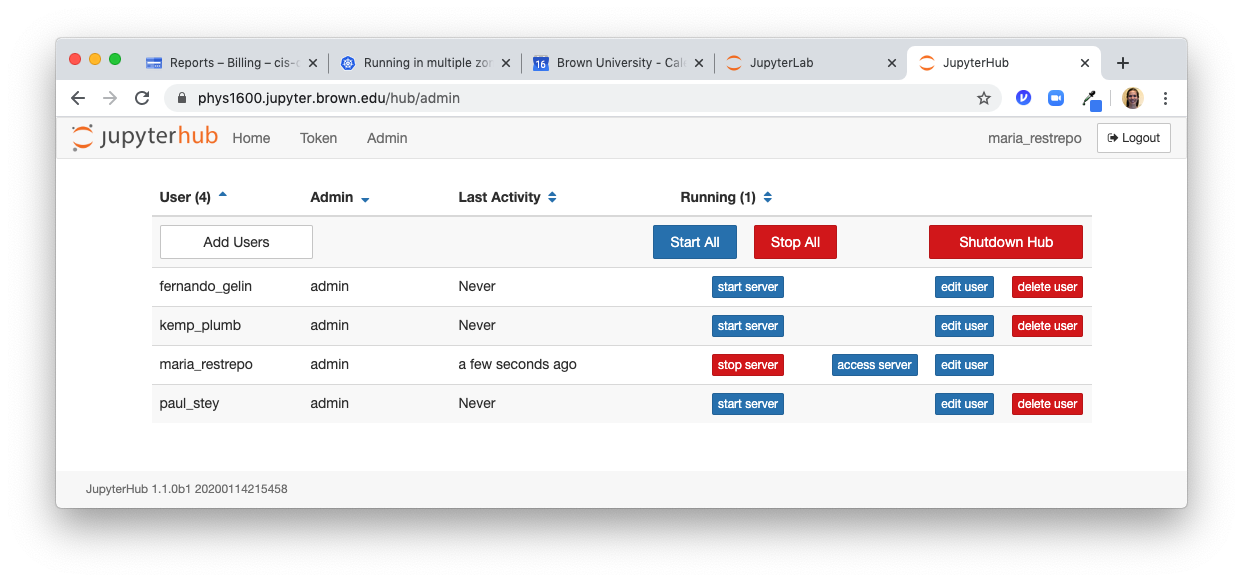 Reports – Billing – cis- Running in multiple zo Brown University - Cal JupyterLab JupyterHub
phys1600.jupyter.brown.edu/hub/admin
jupyterhub Home Token Admin maria_restrepo Logout
User (4) Admin Last Activity Running (1)
Add Users Start All Stop All Shutdown Hub
fernando_gelin admin Never start server edit user delete user
kemp_plumb admin Never start server edit user delete user
maria_restrepo admin a few seconds ago stop server access server edit user
paul_stey admin Never start server edit user delete user
JupyterHub 1.1.0b1 20200114215458